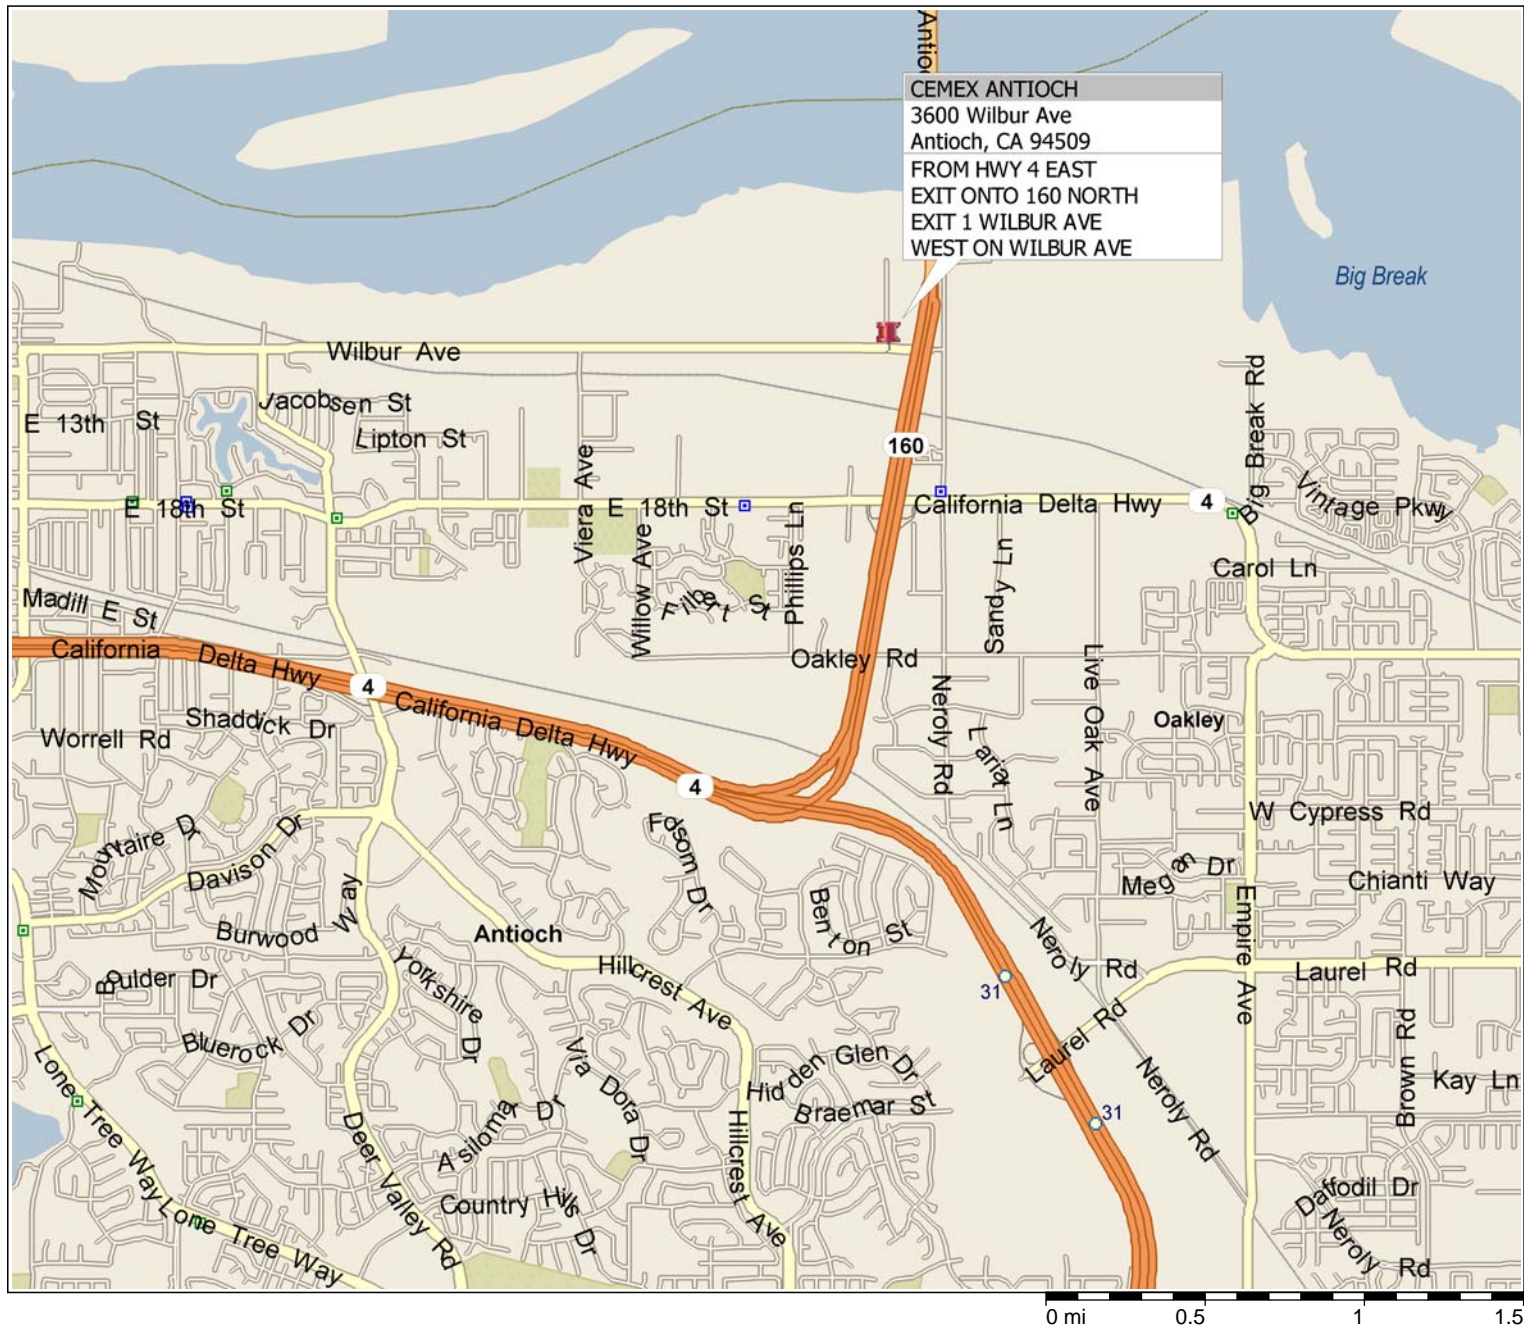 Antio
CEMEX ANTIOCH
3600 Wilbur Ave
Antioch, CA 94509
FROM HWY 4 EAST
EXIT ONTO 160 NORTH
EXIT 1 WILBUR AVE
WEST ON WILBUR AVE
Big Break
Wilbur Ave
Jacobsen St
E 13th St
Lipton St
160
Big Break Rd
Viera Ave
E 18th St
E 18th St
California Delta Hwy
4
Vintage Pkwy
Phillips Ln
Willow Ave
Sandy Ln
Carol Ln
Madill E St
Filbert St
California Delta Hwy
Oakley Rd
4
Live Oak Ave
California Delta Hwy
Neroly Rd
Shaddick Dr
Oakley
Worrell Rd
Lariat Ln
4
W Cypress Rd
Mountaire Dr
Folsom Dr
Davison Dr
Megan Dr
Chianti Way
Way
Benton St
Empire Ave
Burwood
Antioch
Neroly Rd
Yorkshire Dr
Hillcrest Ave
Laurel Rd
Boulder Dr
31
Bluerock Dr
Laurel Rd
Brown Rd
Via Dora Dr
Hidden Glen Dr
Lone Tree Way
Neroly Rd
Kay Ln
Asilomar Dr
Braemar St
31
Deer Valley Rd
Hillcrest Ave
Country Hills Dr
Daffodil Dr
Lone Tree Way
Neroly Rd
0 mi 0.5 1 1.5